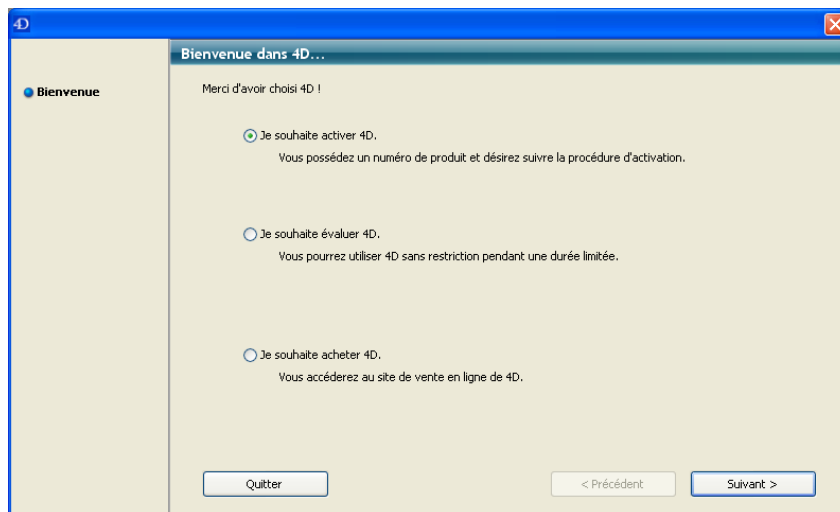 4D
Bienvenue dans 4D...
Bienvenue
Merci d'avoir choisi 4D !
Je souhaite activer 4D.
Vous possédez un numéro de produit et désirez suivre la procédure d'activation.
Je souhaite évaluer 4D.
Vous pourrez utiliser 4D sans restriction pendant une durée limitée.
Je souhaite acheter 4D.
Vous accéderez au site de vente en ligne de 4D.
Quitter
< Précédent
Suivant >